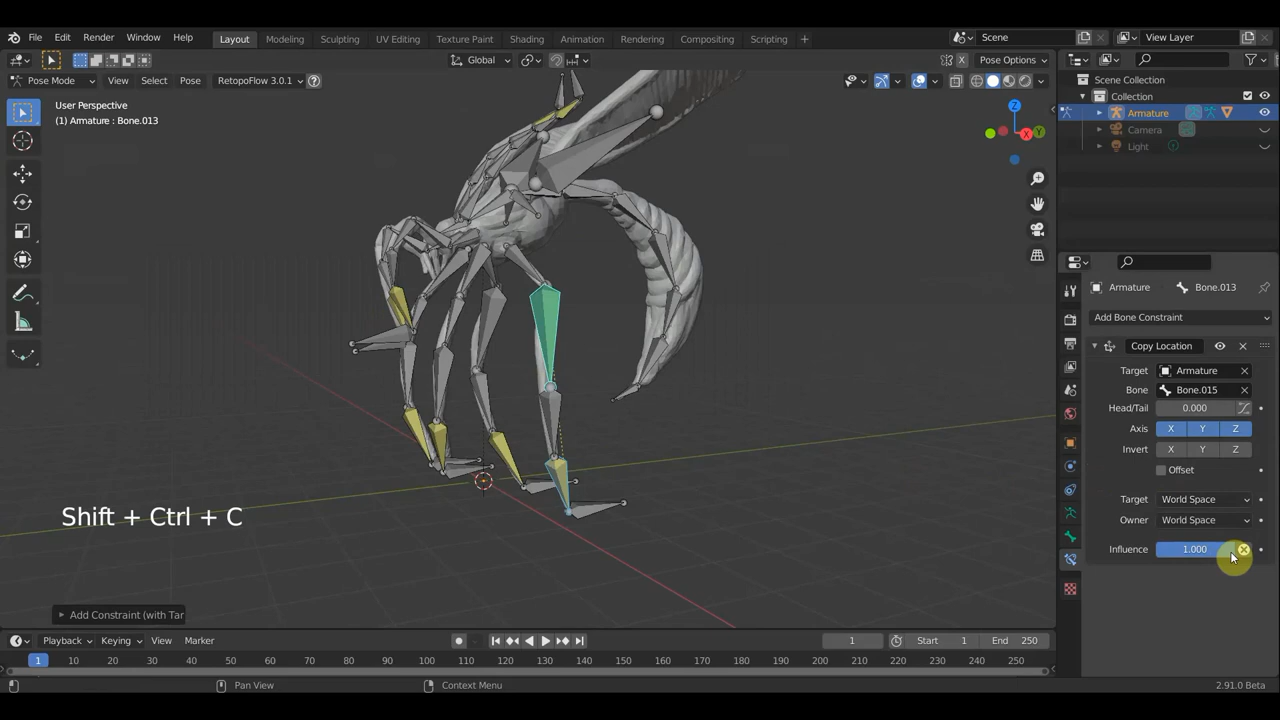 File Edit Render Window Help Layout Modeling Sculpting UV Editing Texture Paint Shading Animation Rendering Compositing Scripting + Scene View Layer
Global Pose Options
Pose Mode View Select Pose RetopoFlow 3.0.1 ?
User Perspective
(1) Armature : Bone.013
Z
X
Y
Scene Collection
Collection
Armature
Camera
Light
Armature Bone.013
Add Bone Constraint
Copy Location
Target Armature
Bone Bone.015
Head/Tail 0.000
Axis X Y Z
Invert X Y Z
Offset
Target World Space
Owner World Space
Influence 1.000
Shift + Ctrl + C
Add Constraint (with Tar
Playback Keying View Marker 1 Start 1 End 250
1 10 20 30 40 50 60 70 80 90 100 110 120 130 140 150 160 170 180 190 200 210 220 230 240 250
Pan View Context Menu 2.91.0 Beta